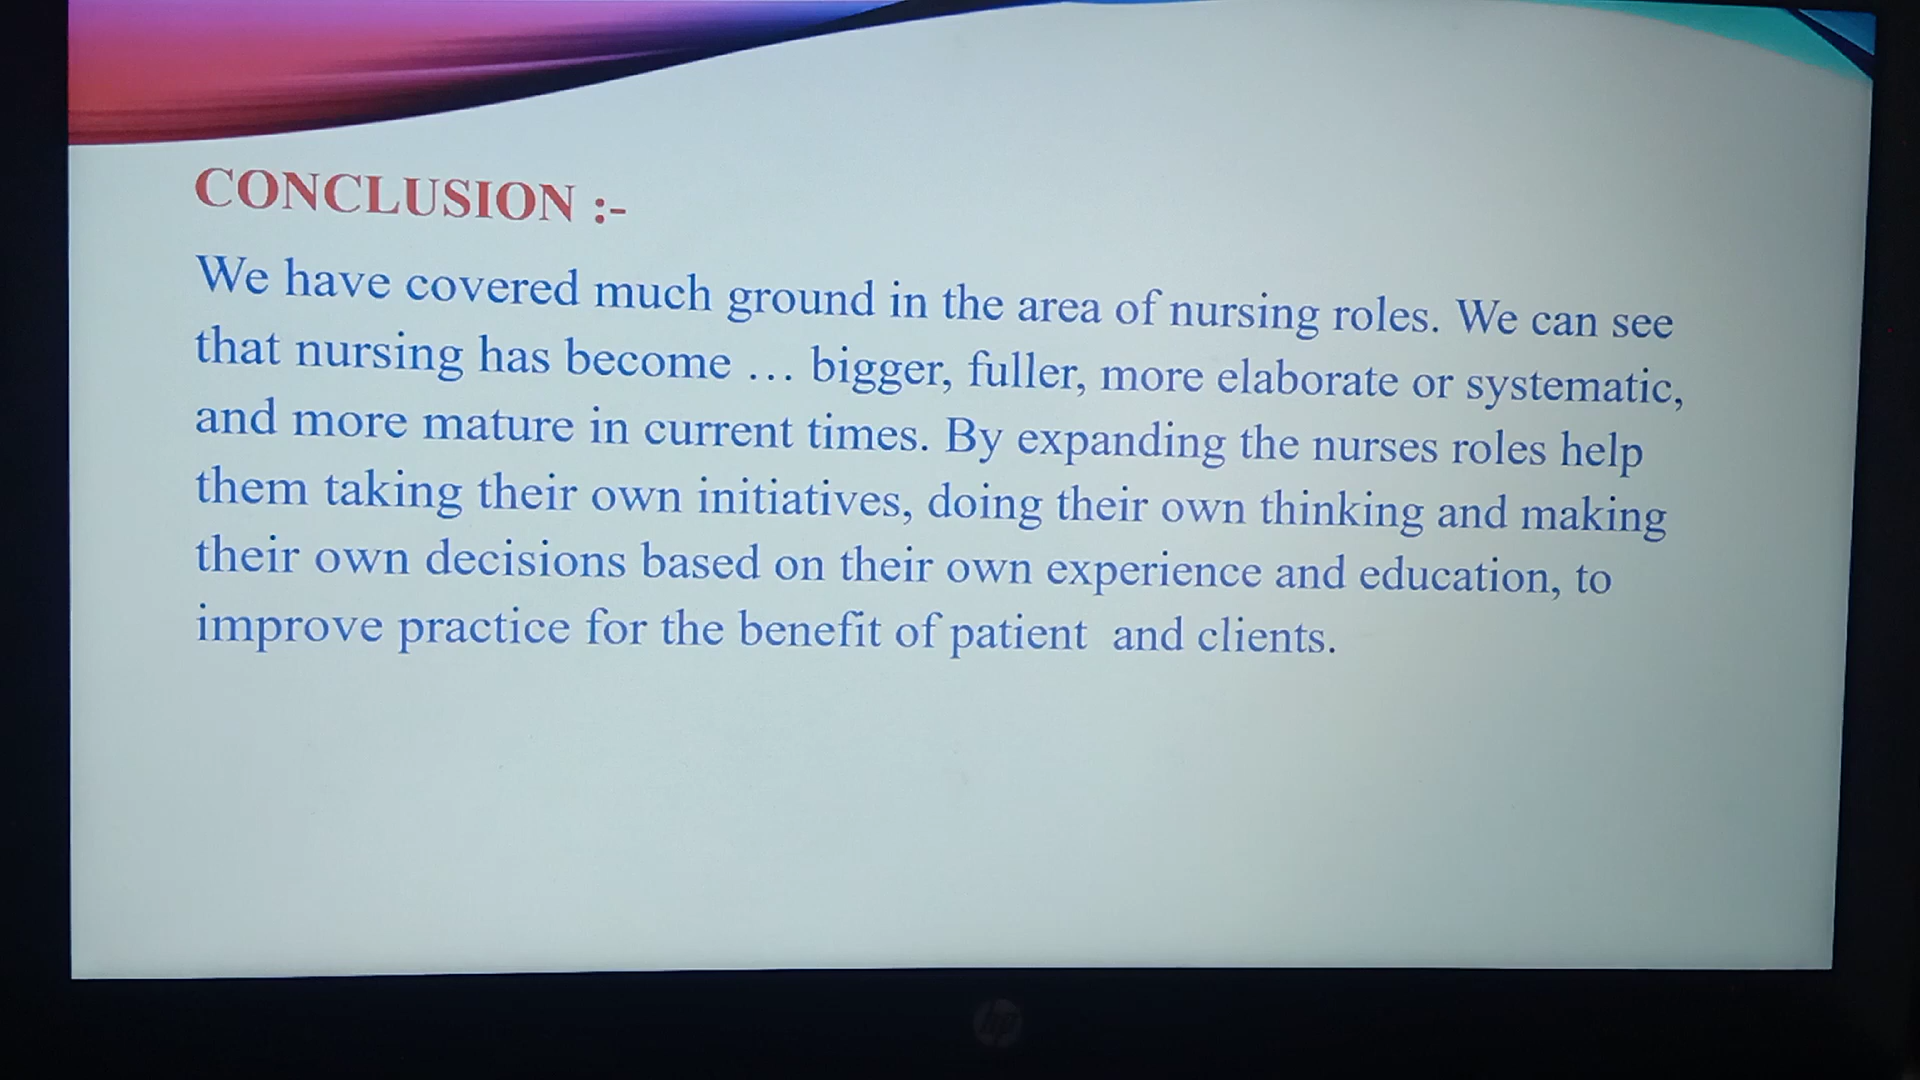 CONCLUSION :-
We have covered much ground in the area of nursing roles. We can see
that nursing has become … bigger, fuller, more elaborate or systematic,
and more mature in current times. By expanding the nurses roles help
them taking their own initiatives, doing their own thinking and making
their own decisions based on their own experience and education, to
improve practice for the benefit of patient  and clients.
hp